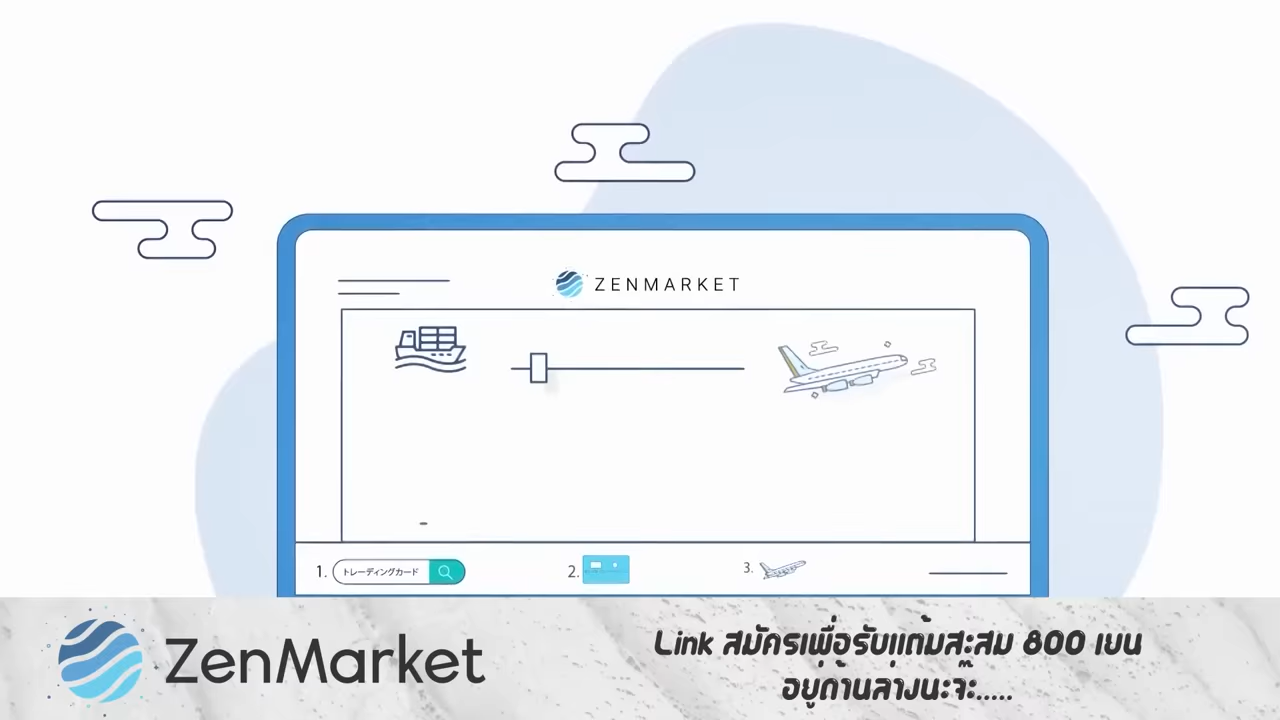 ZENMARKET
1. トレーディングカード
2.
3.
ZenMarket
Link สมัครเพื่อรับแต้มสะสม 800 เยน
อยู่ด้านล่างนะจ๊ะ.....